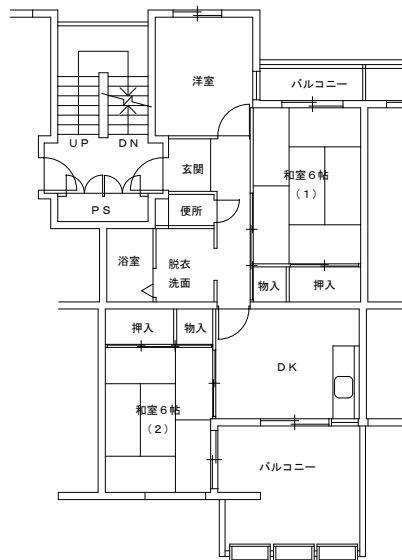 洋室
バルコニー
UP DN
玄関
和室6帖
(1)
PS
便所
浴室
脱衣
洗面
物入
押入
押入
物入
DK
和室6帖
(2)
バルコニー